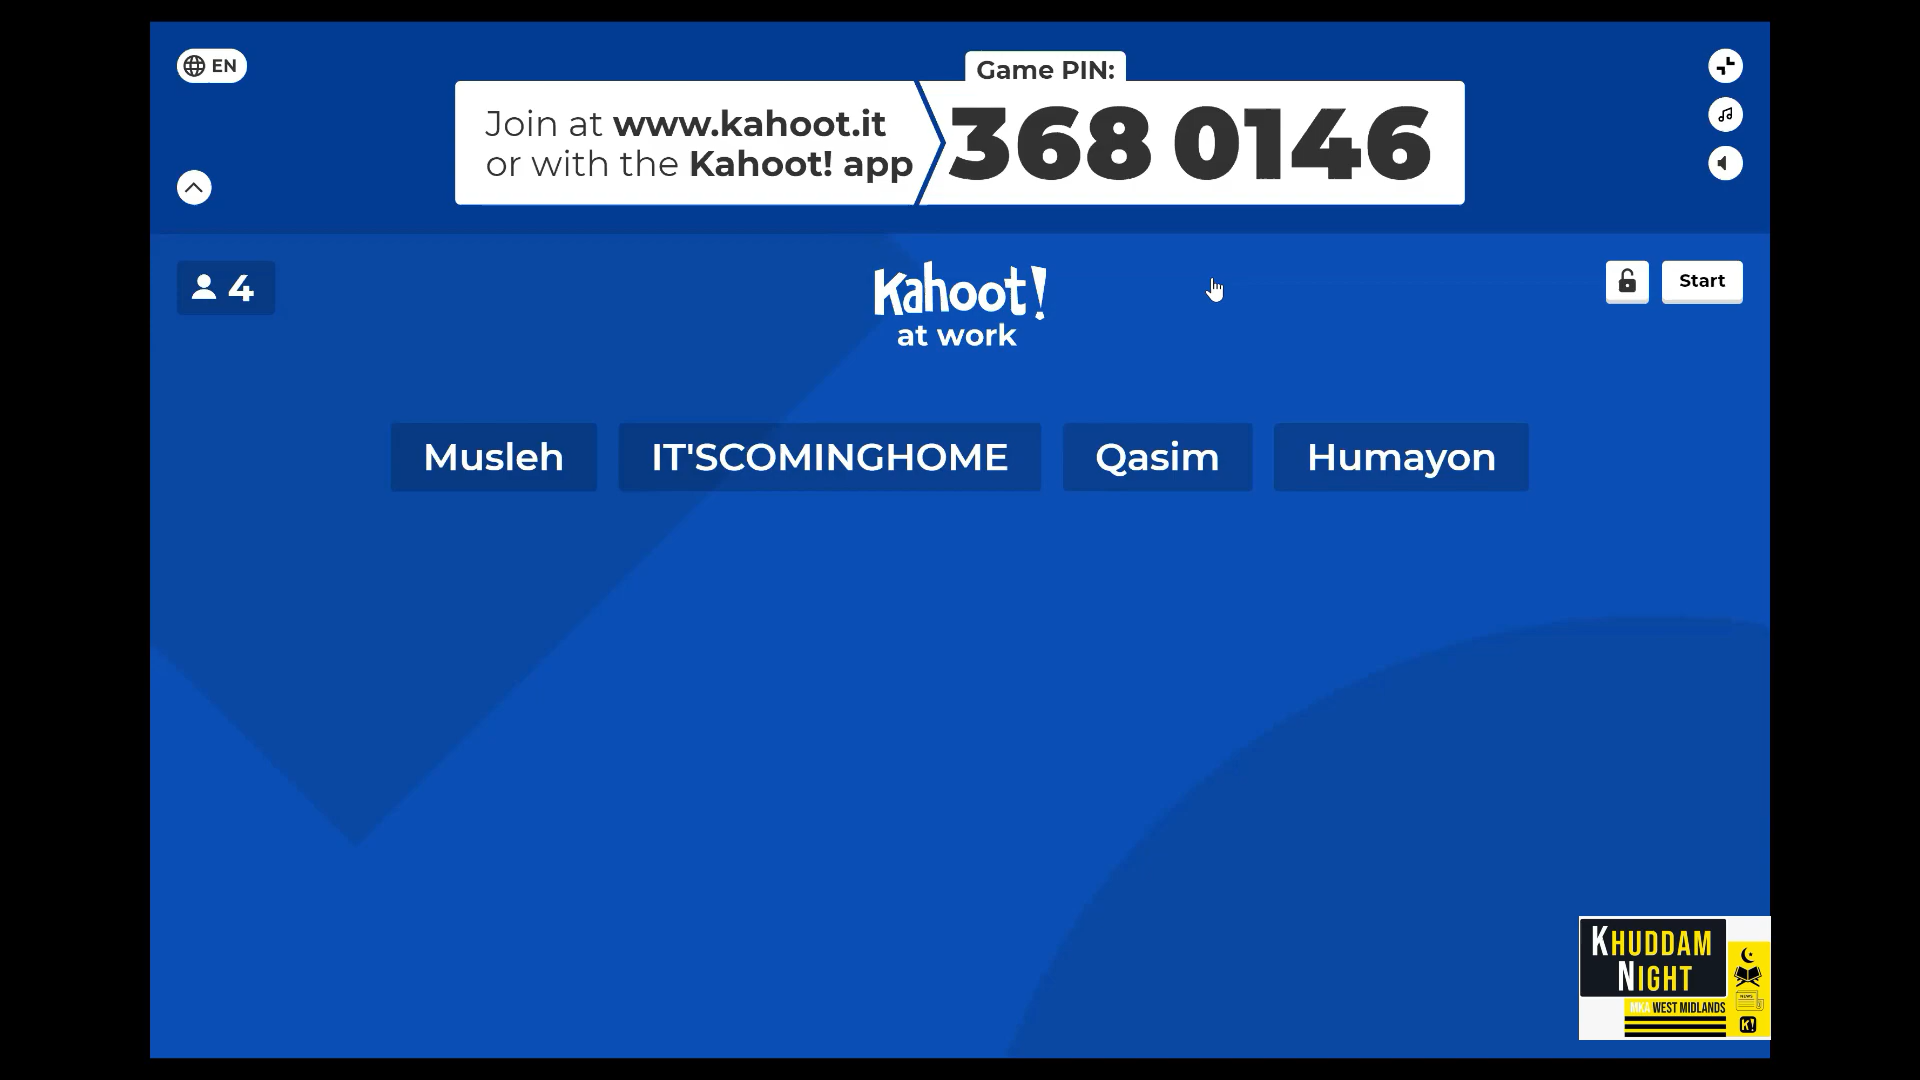 EN
Game PIN:
Join at www.kahoot.it
or with the Kahoot! app
368 0146
4
Kahoot!
at work
Start
Musleh
IT'SCOMINGHOME
Qasim
Humayon
KHUDDAM
NIGHT
MKA WEST MIDLANDS
NEWS
K!